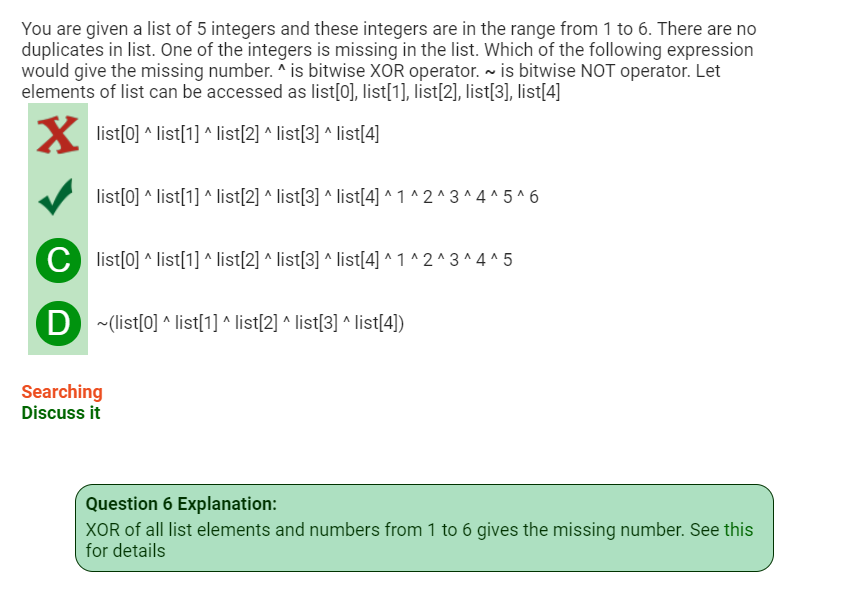 You are given a list of 5 integers and these integers are in the range from 1 to 6. There are no
duplicates in list. One of the integers is missing in the list. Which of the following expression
would give the missing number. ^ is bitwise XOR operator. ~ is bitwise NOT operator. Let
elements of list can be accessed as list[0], list[1], list[2], list[3], list[4]
list[0] ^ list[1] ^ list[2] ^ list[3] ^ list[4]
list[0] ^ list[1] ^ list[2] ^ list[3] ^ list[4] ^ 1 ^ 2 ^ 3 ^ 4 ^ 5 ^ 6
C list[0] ^ list[1] ^ list[2] ^ list[3] ^ list[4] ^ 1 ^ 2 ^ 3 ^ 4 ^ 5
D ~(list[0] ^ list[1] ^ list[2] ^ list[3] ^ list[4])
Searching
Discuss it
Question 6 Explanation:
XOR of all list elements and numbers from 1 to 6 gives the missing number. See this
for details